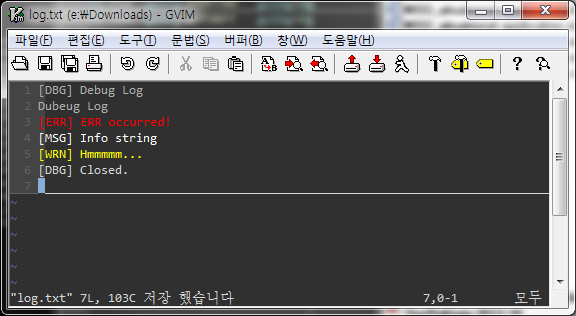 log.txt (e:₩Downloads) - GVIM
파일(F) 편집(E) 도구(T) 문법(S) 버퍼(B) 창(W) 도움말(H)
1 [DBG] Debug Log
2 Dubeug Log
3 [ERR] ERR occurred!
4 [MSG] Info string
5 [WRN] Hmmmmm...
6 [DBG] Closed.
7
~
~
~
~
"log.txt" 7L, 103C 저장 했습니다 7,0-1 모두